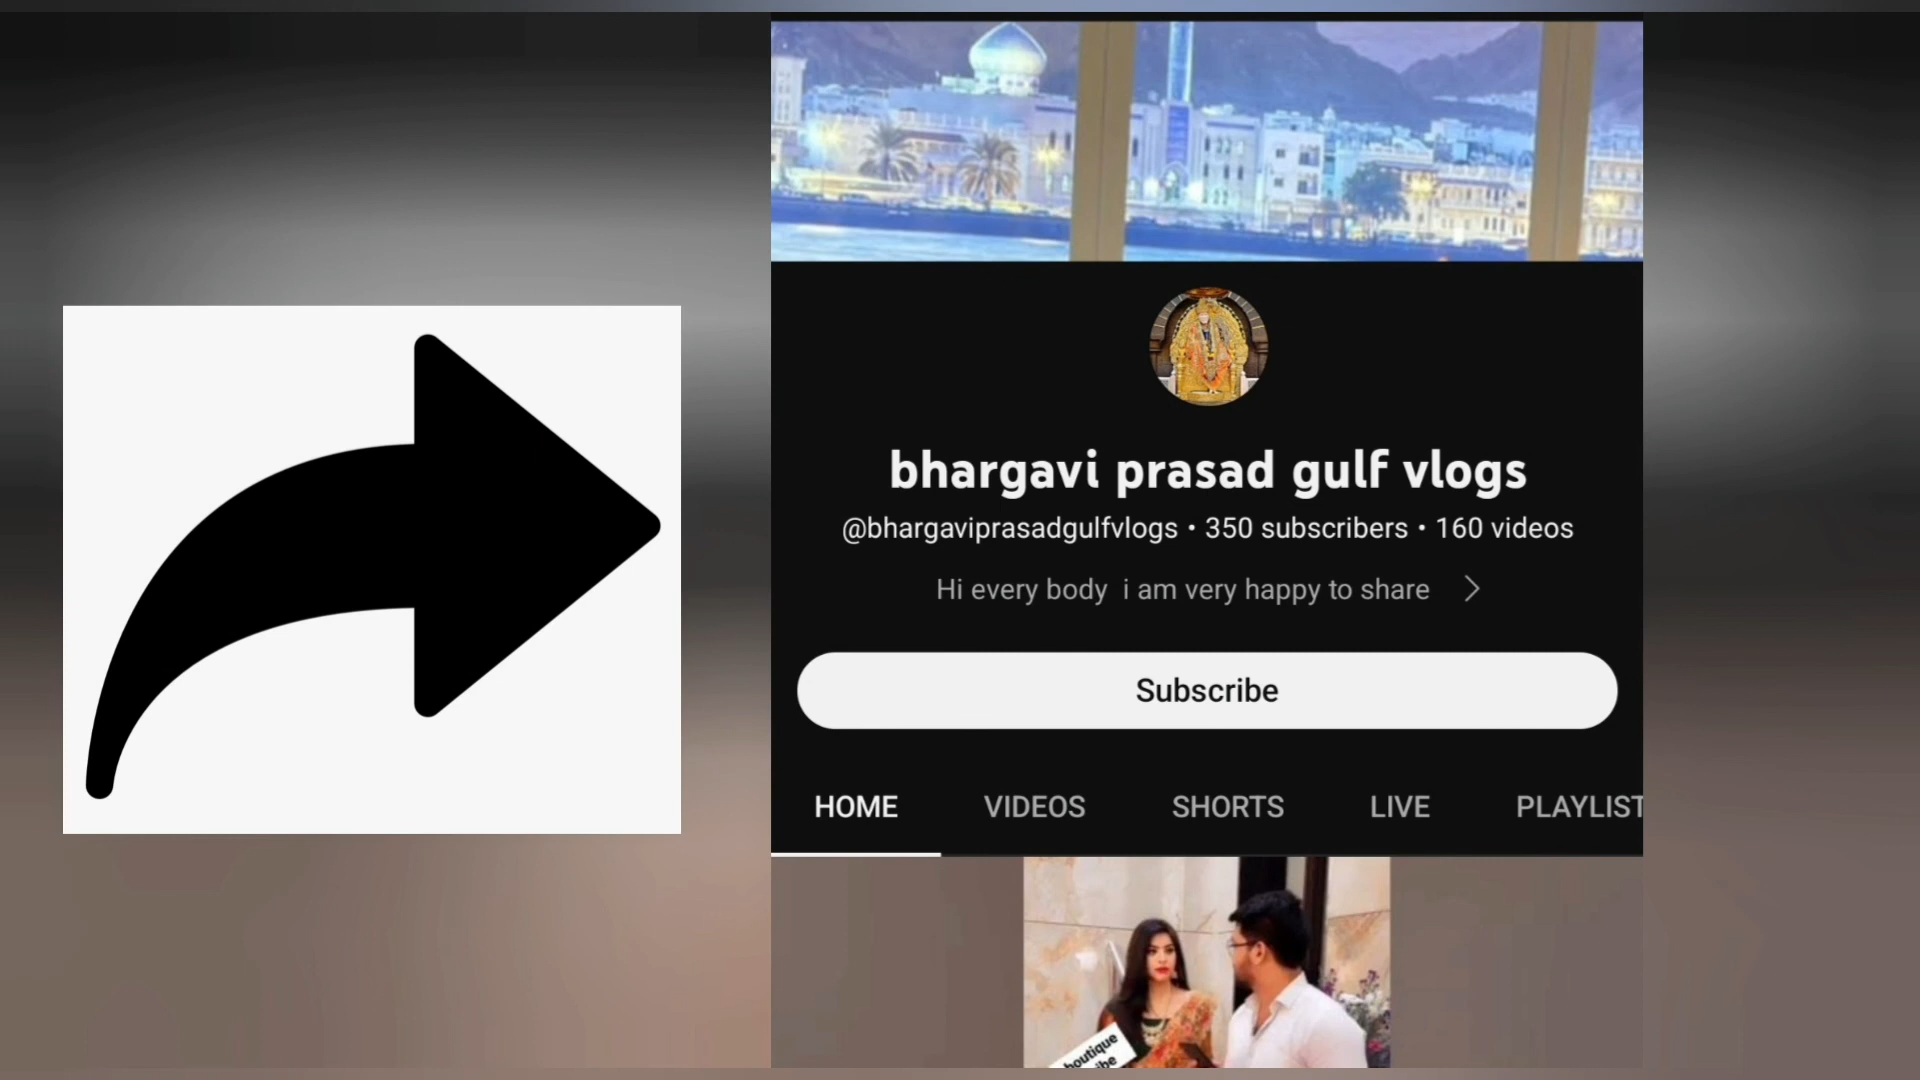 bhargavi prasad gulf vlogs
@bhargaviprasadgulfvlogs • 350 subscribers • 160 videos
Hi every body i am very happy to share
Subscribe
HOME VIDEOS SHORTS LIVE PLAYLIST
boutique